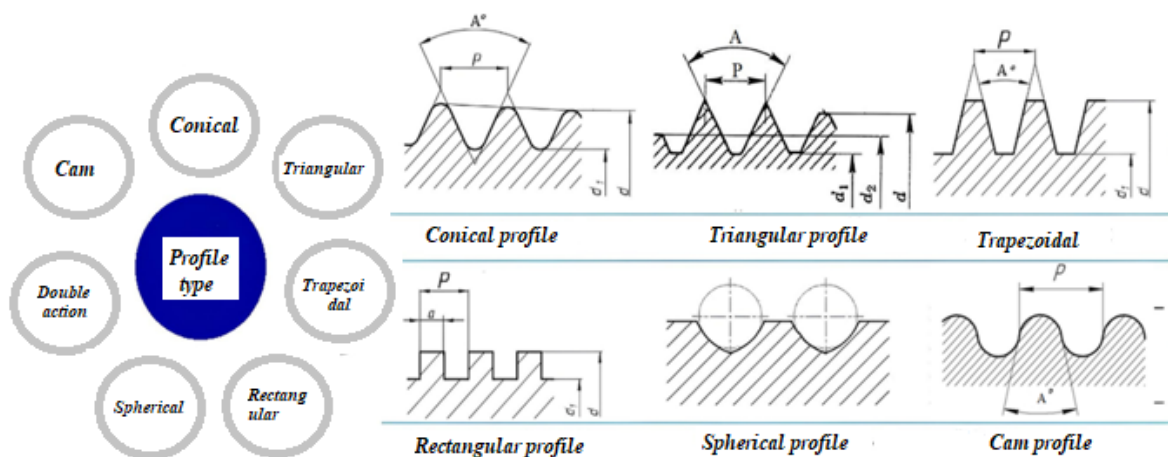 Conical
Cam
Triangular
Profile
type
Double
action
Trapezoi
dal
Spherical
Rectang
ular
A°
P
d₁
d
Conical profile
A
P
d₁
d₂
d
Triangular profile
P
A°
d₁
d
Trapezoidal
P
a
d₁
d
Rectangular profile
Spherical profile
P
A°
Cam profile